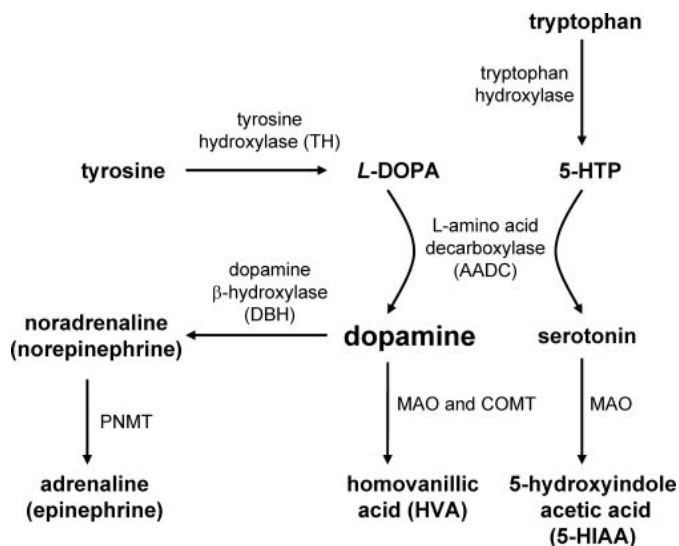 tryptophan
tryptophan
hydroxylase
tyrosine
hydroxylase (TH)
tyrosine
L-DOPA
5-HTP
L-amino acid
decarboxylase
(AADC)
dopamine
β-hydroxylase
(DBH)
noradrenaline
(norepinephrine)
dopamine
serotonin
PNMT
MAO and COMT
MAO
adrenaline
(epinephrine)
homovanillic
acid (HVA)
5-hydroxyindole
acetic acid
(5-HIAA)